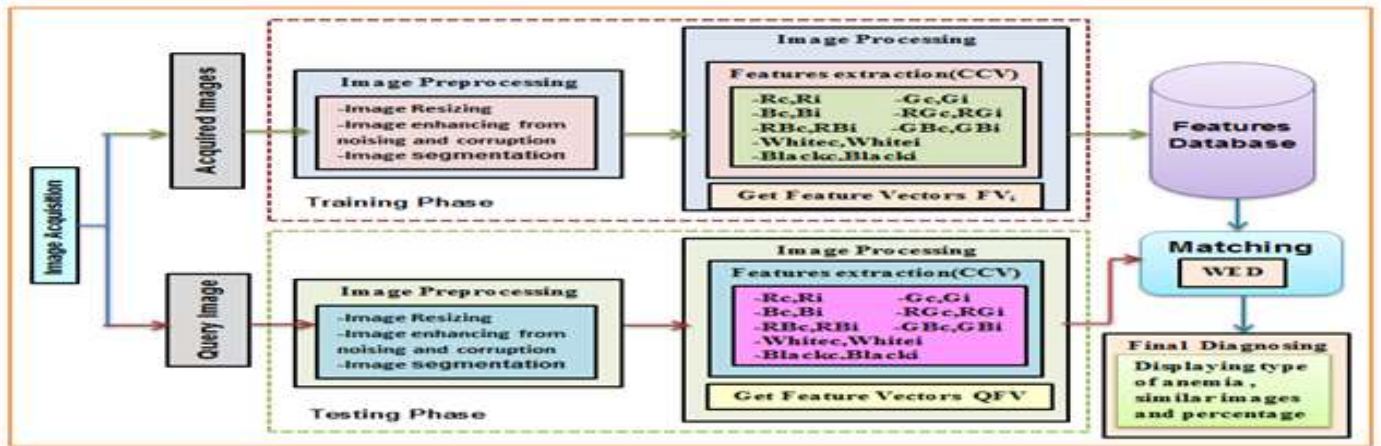 Image Acquisition
Acquired Images
Image Preprocessing
-Image Resizing
-Image enhancing from
noising and corruption
-Image segmentation
Training Phase
Image Processing
Features extraction(CCV)
-Rc,Ri -Gc,Gi
-Bc,Bi -RGc,RGi
-RBc,RBi -GBc,GBi
-Whitec,Whitei
-Blackc,Blacki
Get Feature Vectors FVᵢ
Features
Database
Query Image
Image Preprocessing
-Image Resizing
-Image enhancing from
noising and corruption
-Image segmentation
Testing Phase
Image Processing
Features extraction(CCV)
-Rc,Ri -Gc,Gi
-Bc,Bi -RGc,RGi
-RBc,RBi -GBc,GBi
-Whitec,Whitei
-Blackc,Blacki
Get Feature Vectors QFV
Matching
WED
Final Diagnosing
Displaying type
of anemia ,
similar images
and percentage